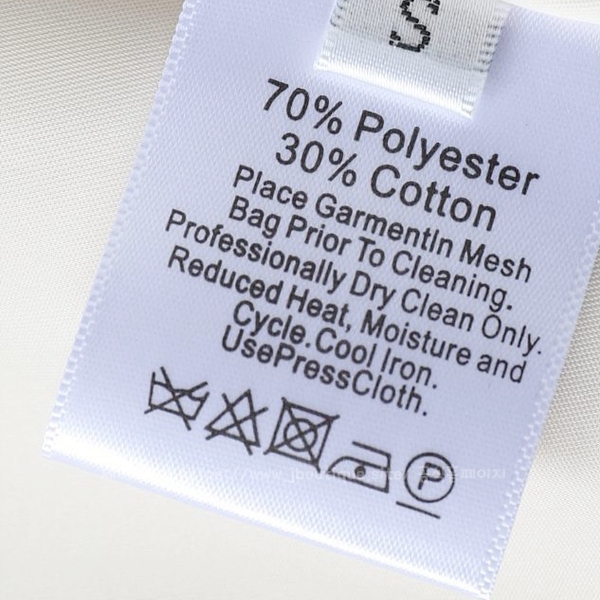 S
70% Polyester
30% Cotton
Place GarmentIn Mesh
Bag Prior To Cleaning.
Professionally Dry Clean Only.
Reduced Heat, Moisture and
Cycle.Cool Iron.
UsePressCloth.
P